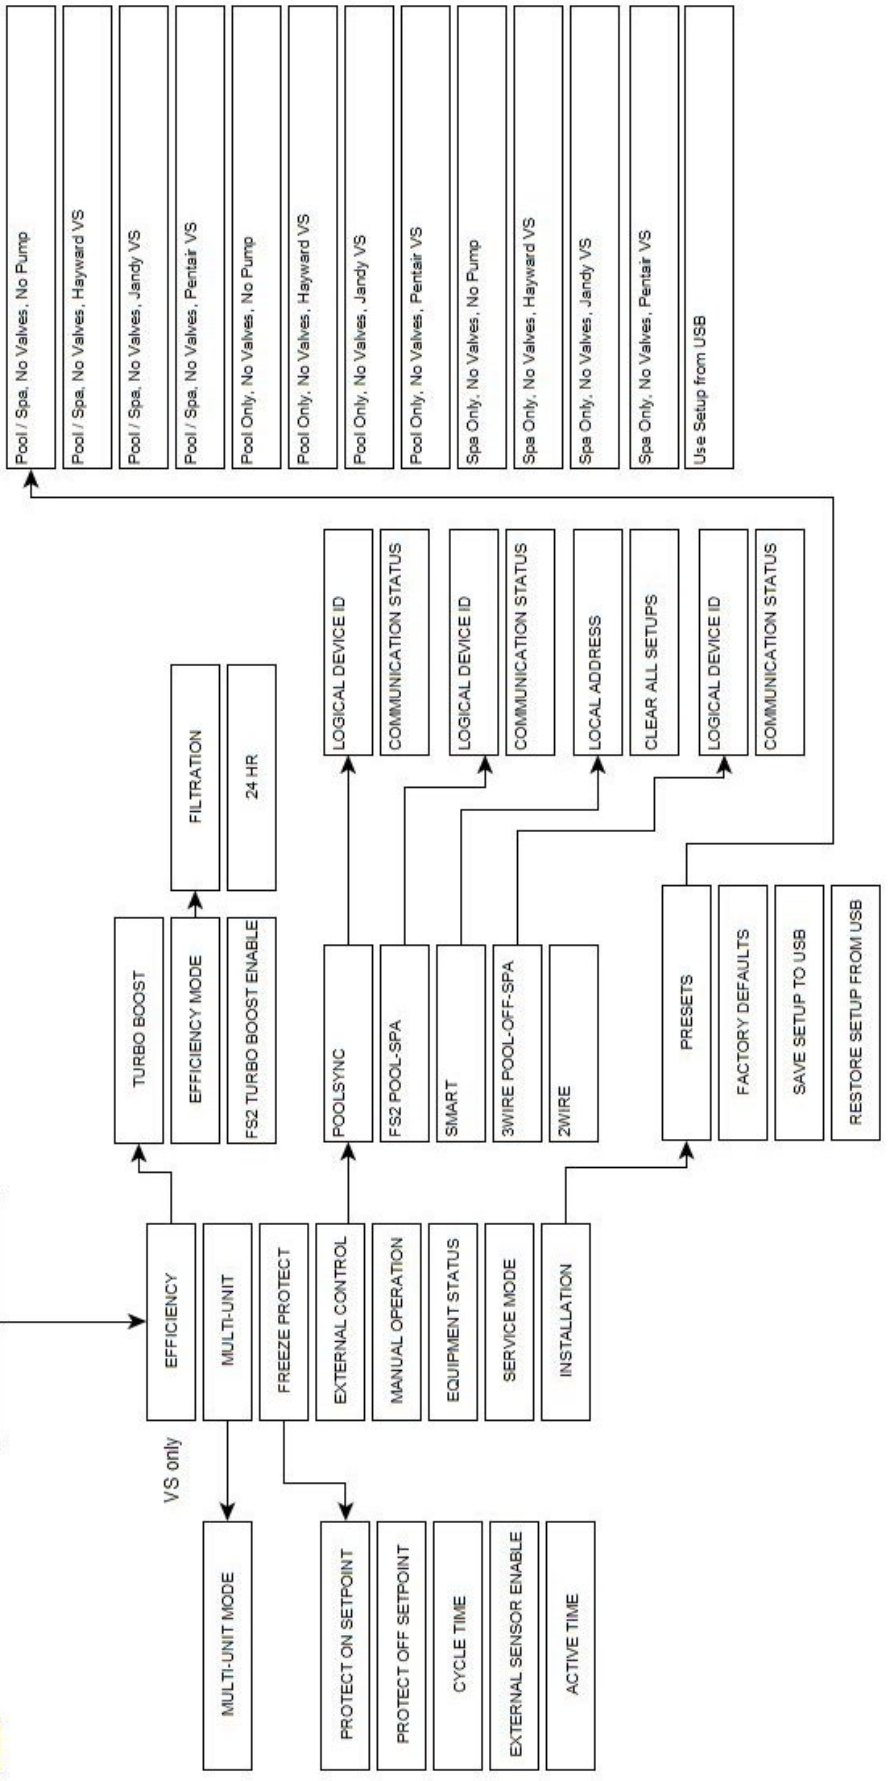 MULTI-UNIT MODE
PROTECT ON SETPOINT
PROTECT OFF SETPOINT
CYCLE TIME
EXTERNAL SENSOR ENABLE
ACTIVE TIME
VS only
EFFICIENCY
MULTI-UNIT
FREEZE PROTECT
EXTERNAL CONTROL
MANUAL OPERATION
EQUIPMENT STATUS
SERVICE MODE
INSTALLATION
TURBO BOOST
EFFICIENCY MODE
FS2 TURBO BOOST ENABLE
POOLSYNC
FS2 POOL-SPA
SMART
3WIRE POOL-OFF-SPA
2WIRE
PRESETS
FACTORY DEFAULTS
SAVE SETUP TO USB
RESTORE SETUP FROM USB
FILTRATION
24 HR
LOGICAL DEVICE ID
COMMUNICATION STATUS
LOGICAL DEVICE ID
COMMUNICATION STATUS
LOCAL ADDRESS
CLEAR ALL SETUPS
LOGICAL DEVICE ID
COMMUNICATION STATUS
Pool / Spa, No Valves, No Pump
Pool / Spa, No Valves, Hayward VS
Pool / Spa, No Valves, Jandy VS
Pool / Spa, No Valves, Pentair VS
Pool Only, No Valves, No Pump
Pool Only, No Valves, Hayward VS
Pool Only, No Valves, Jandy VS
Pool Only, No Valves, Pentair VS
Spa Only, No Valves, No Pump
Spa Only, No Valves, Hayward VS
Spa Only, No Valves, Jandy VS
Spa Only, No Valves, Pentair VS
Use Setup from USB